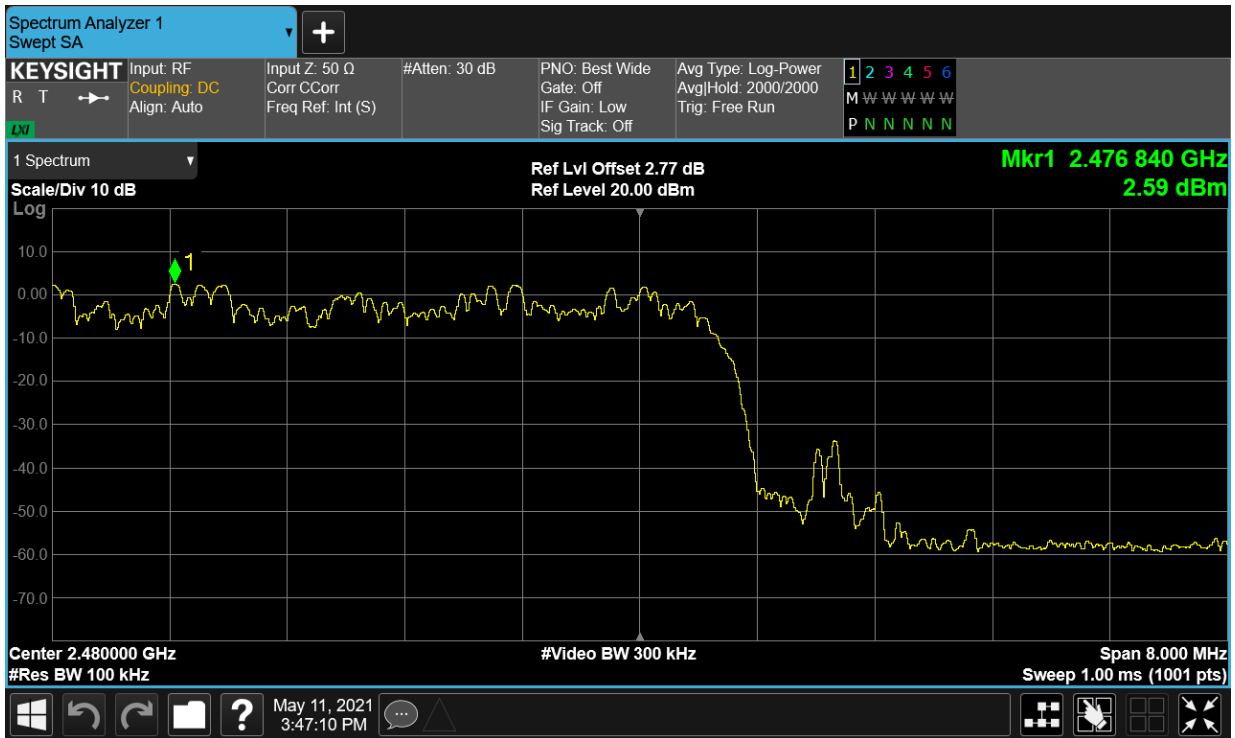 Spectrum Analyzer 1
Swept SA
KEYSIGHT
R T
LXI
Input: RF
Coupling: DC
Align: Auto
Input Z: 50 Ω
Corr CCorr
Freq Ref: Int (S)
#Atten: 30 dB
PNO: Best Wide
Gate: Off
IF Gain: Low
Sig Track: Off
Avg Type: Log-Power
Avg|Hold: 2000/2000
Trig: Free Run
1 2 3 4 5 6
M W W W W W
P N N N N N
1 Spectrum
Scale/Div 10 dB
Log
Ref Lvl Offset 2.77 dB
Ref Level 20.00 dBm
Mkr1 2.476 840 GHz
2.59 dBm
1
10.0
0.00
-10.0
-20.0
-30.0
-40.0
-50.0
-60.0
-70.0
Center 2.480000 GHz
#Res BW 100 kHz
#Video BW 300 kHz
Span 8.000 MHz
Sweep 1.00 ms (1001 pts)
?
May 11, 2021
3:47:10 PM